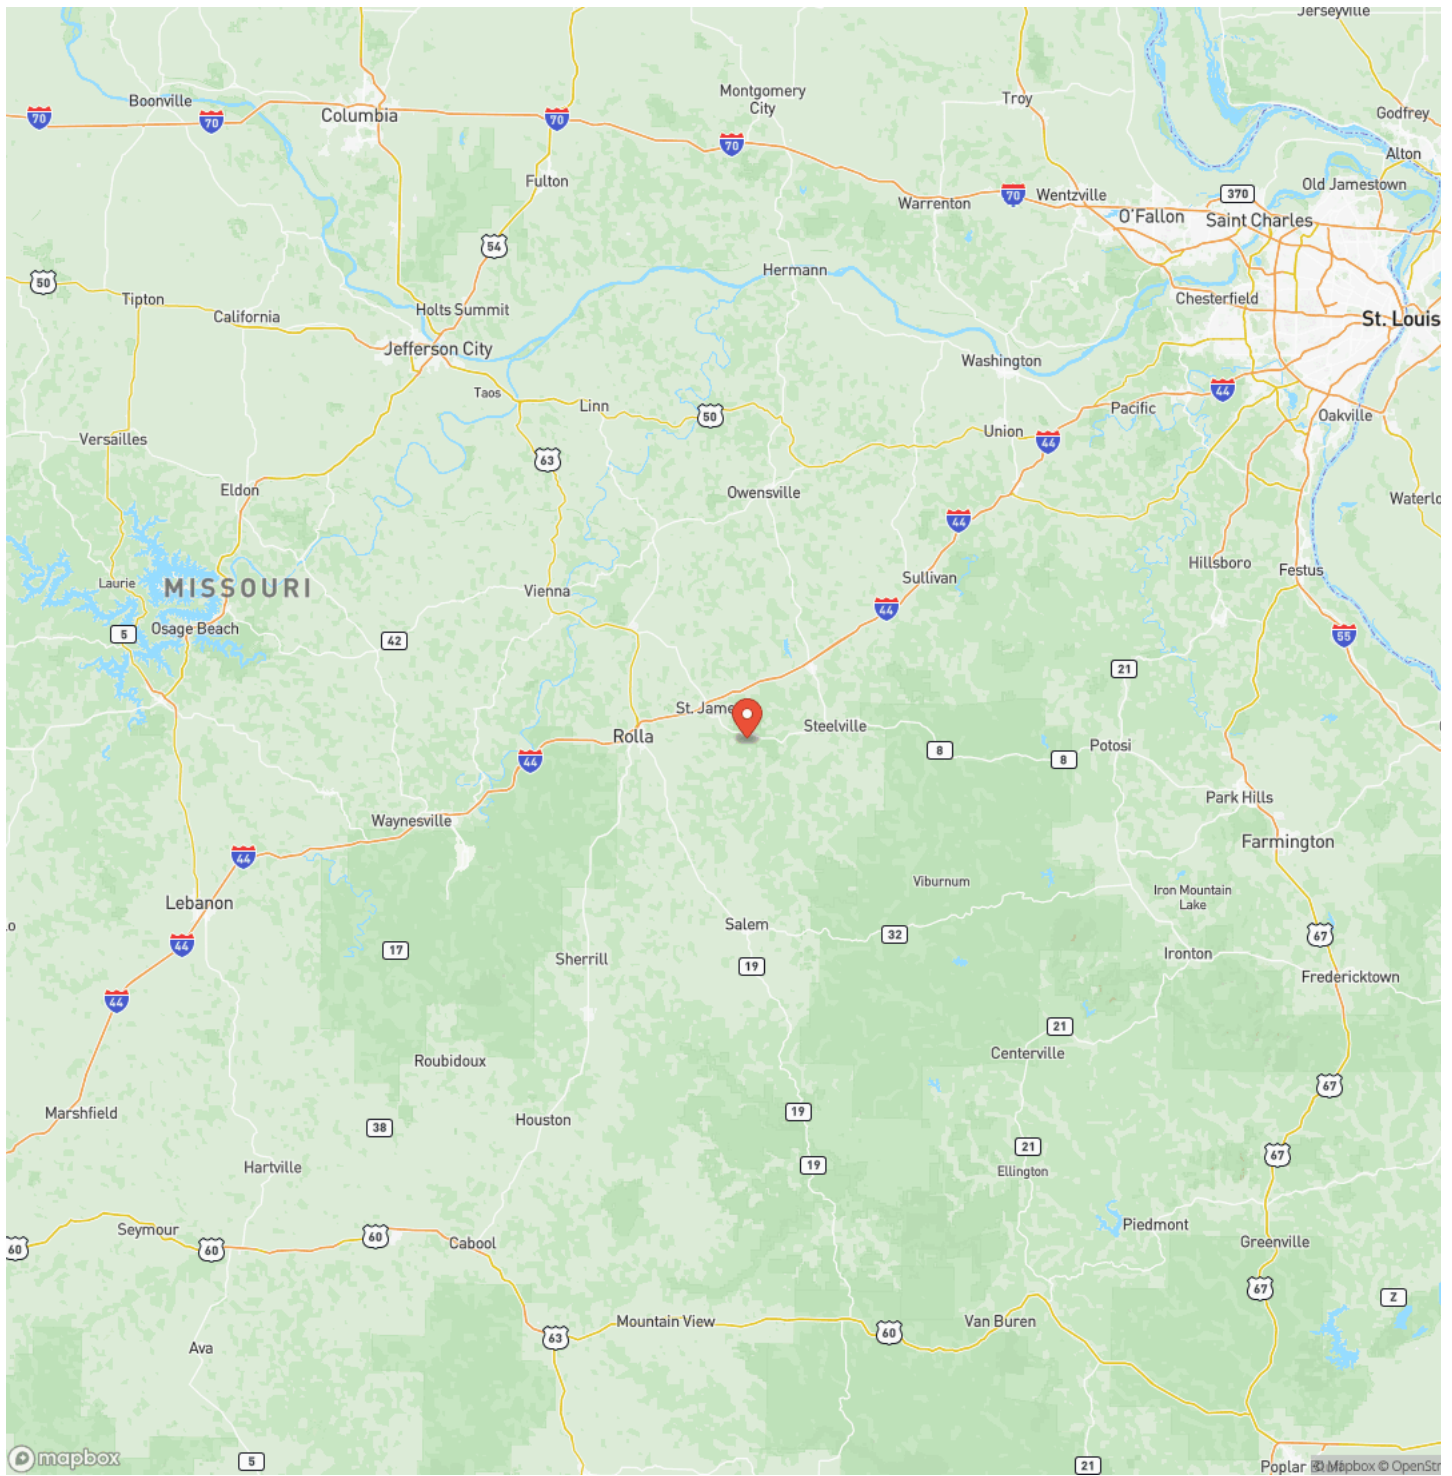 Jerseyville
Boonville
70
70
Columbia
70
Montgomery
City
70
Troy
Godfrey
Alton
Fulton
Warrenton
70
Wentzville
O'Fallon
370
Saint Charles
Old Jamestown
54
50
Hermann
Tipton
California
Holts Summit
Chesterfield
St. Louis
Jefferson City
Washington
Taos
Linn
50
Pacific
44
Oakville
Versailles
Union
44
63
Eldon
Owensville
44
Waterlo
Laurie
MISSOURI
Vienna
Sullivan
Hillsboro
Festus
44
5
Osage Beach
42
55
21
St. Jame
Rolla
Steelville
44
8
8
Potosi
Park Hills
Waynesville
Farmington
44
Viburnum
Iron Mountain
Lake
Lebanon
Salem
32
67
44
17
Sherrill
19
Ironton
Fredericktown
44
21
Roubidoux
Centerville
67
Marshfield
Houston
19
38
21
67
Hartville
19
Ellington
Seymour
60
60
60
Cabool
Piedmont
Greenville
67
Z
Mountain View
63
60
Van Buren
Ava
mapbox
5
21
Poplar
© Mapbox © OpenStr